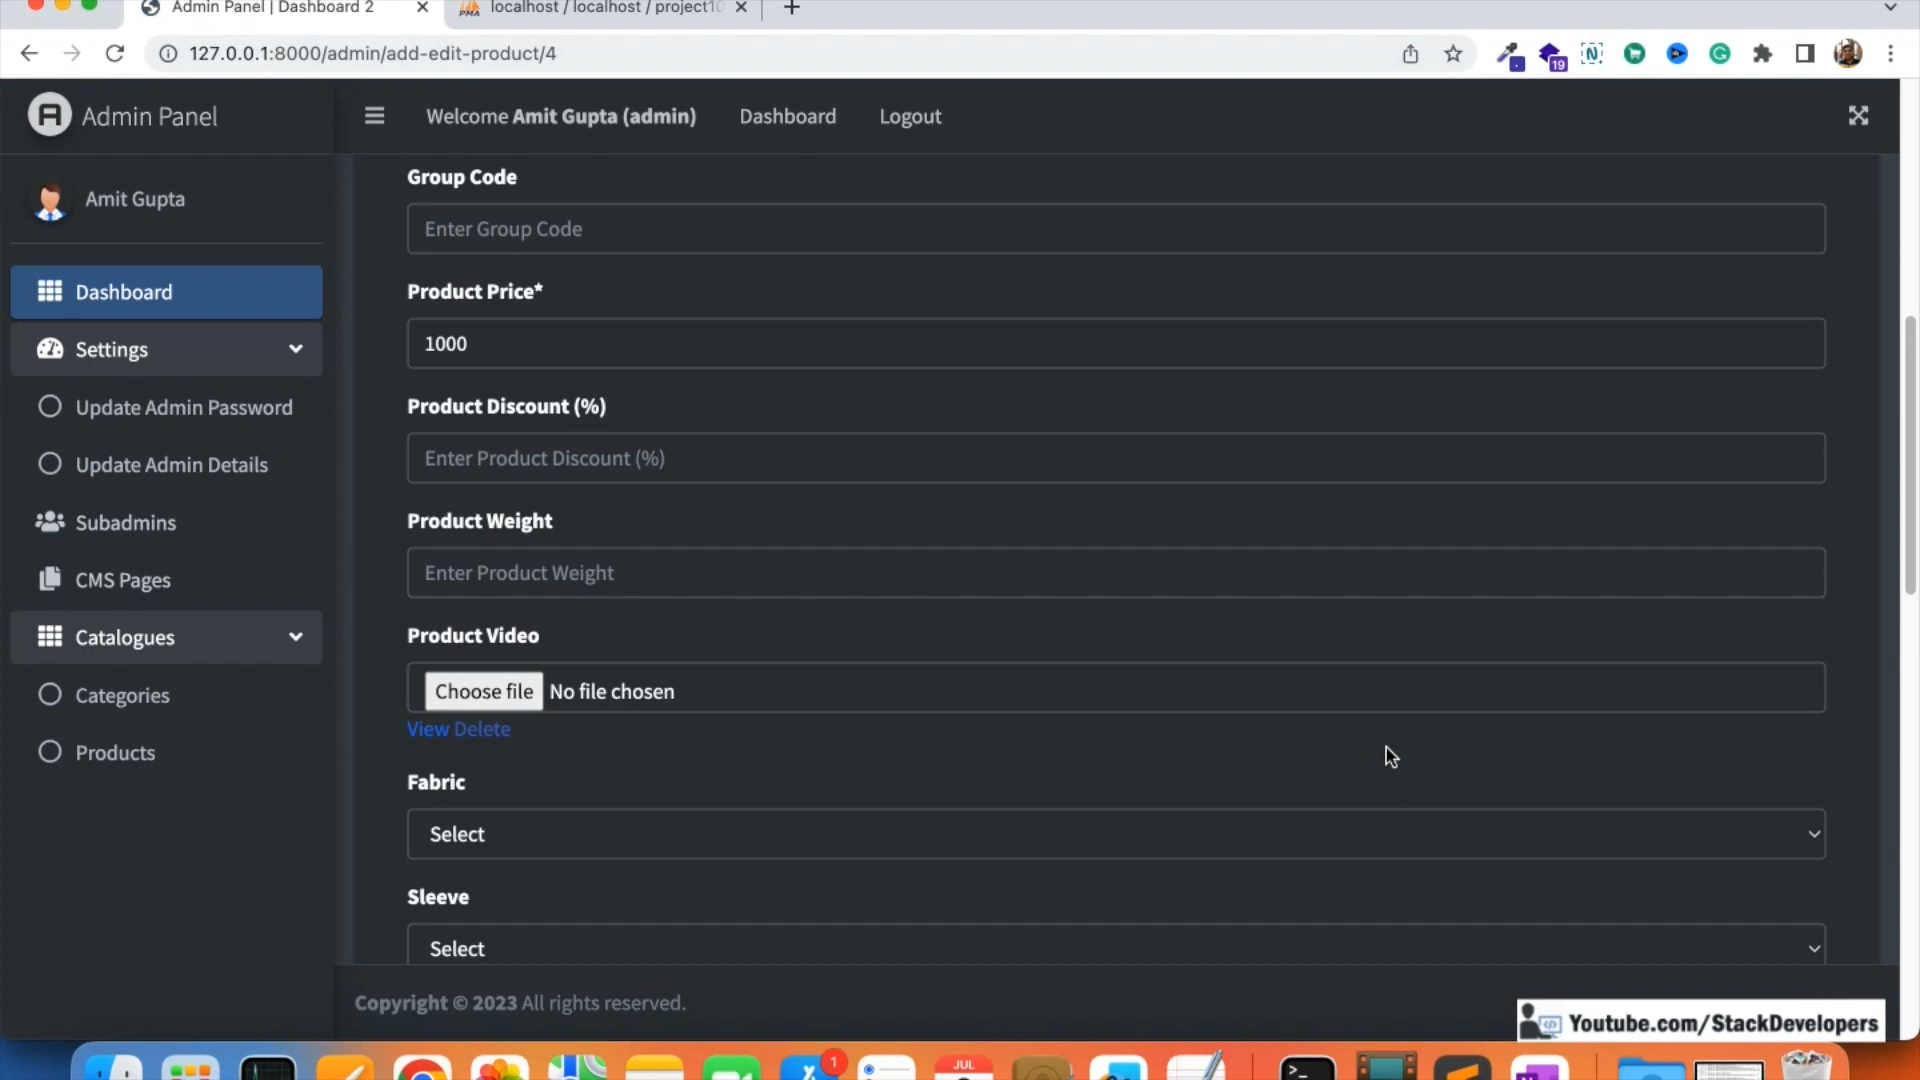 Admin Panel | Dashboard 2
localhost / localhost / project10
127.0.0.1:8000/admin/add-edit-product/4
19
Admin Panel
Welcome Amit Gupta (admin)
Dashboard
Logout
Amit Gupta
Dashboard
Settings
Update Admin Password
Update Admin Details
Subadmins
CMS Pages
Catalogues
Categories
Products
Group Code
Enter Group Code
Product Price*
1000
Product Discount (%)
Enter Product Discount (%)
Product Weight
Enter Product Weight
Product Video
Choose file No file chosen
View Delete
Fabric
Select
Sleeve
Select
Copyright © 2023 All rights reserved.
Youtube.com/StackDevelopers
1
JUL